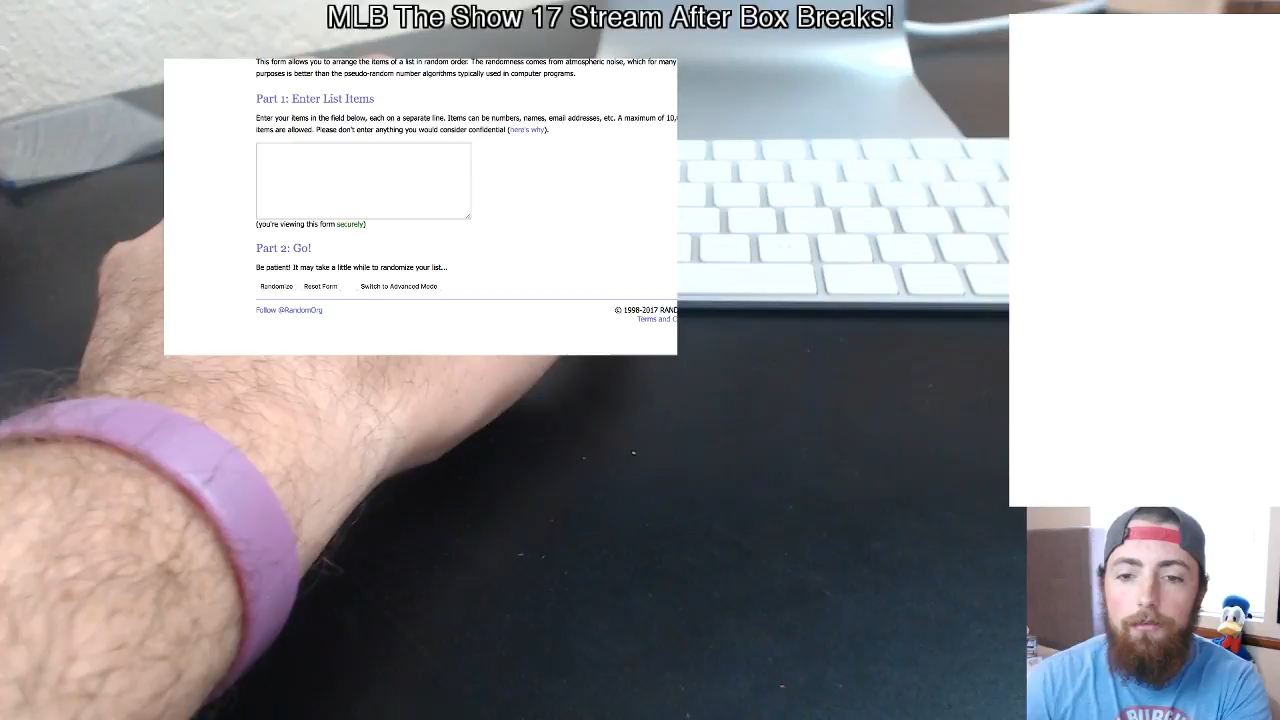 MLB The Show 17 Stream After Box Breaks!
This form allows you to arrange the items of a list in random order. The randomness comes from atmospheric noise, which for many
purposes is better than the pseudo-random number algorithms typically used in computer programs.
Part 1: Enter List Items
Enter your items in the field below, each on a separate line. Items can be numbers, names, email addresses, etc. A maximum of 10,
items are allowed. Please don't enter anything you would consider confidential (here's why).
(you're viewing this form securely)
Part 2: Go!
Be patient! It may take a little while to randomize your list...
Randomize Reset Form Switch to Advanced Mode
Follow @RandomOrg
© 1998-2017 RAND
Terms and C